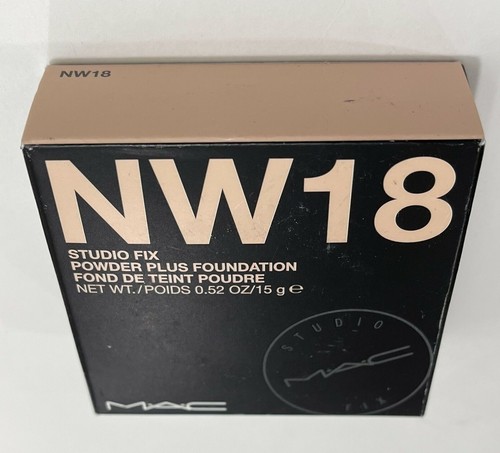 NW18
NW18
STUDIO FIX
POWDER PLUS FOUNDATION
FOND DE TEINT POUDRE
NET WT./POIDS 0.52 OZ/15 g ℮
STUDIO
MAC
FIX
MAC